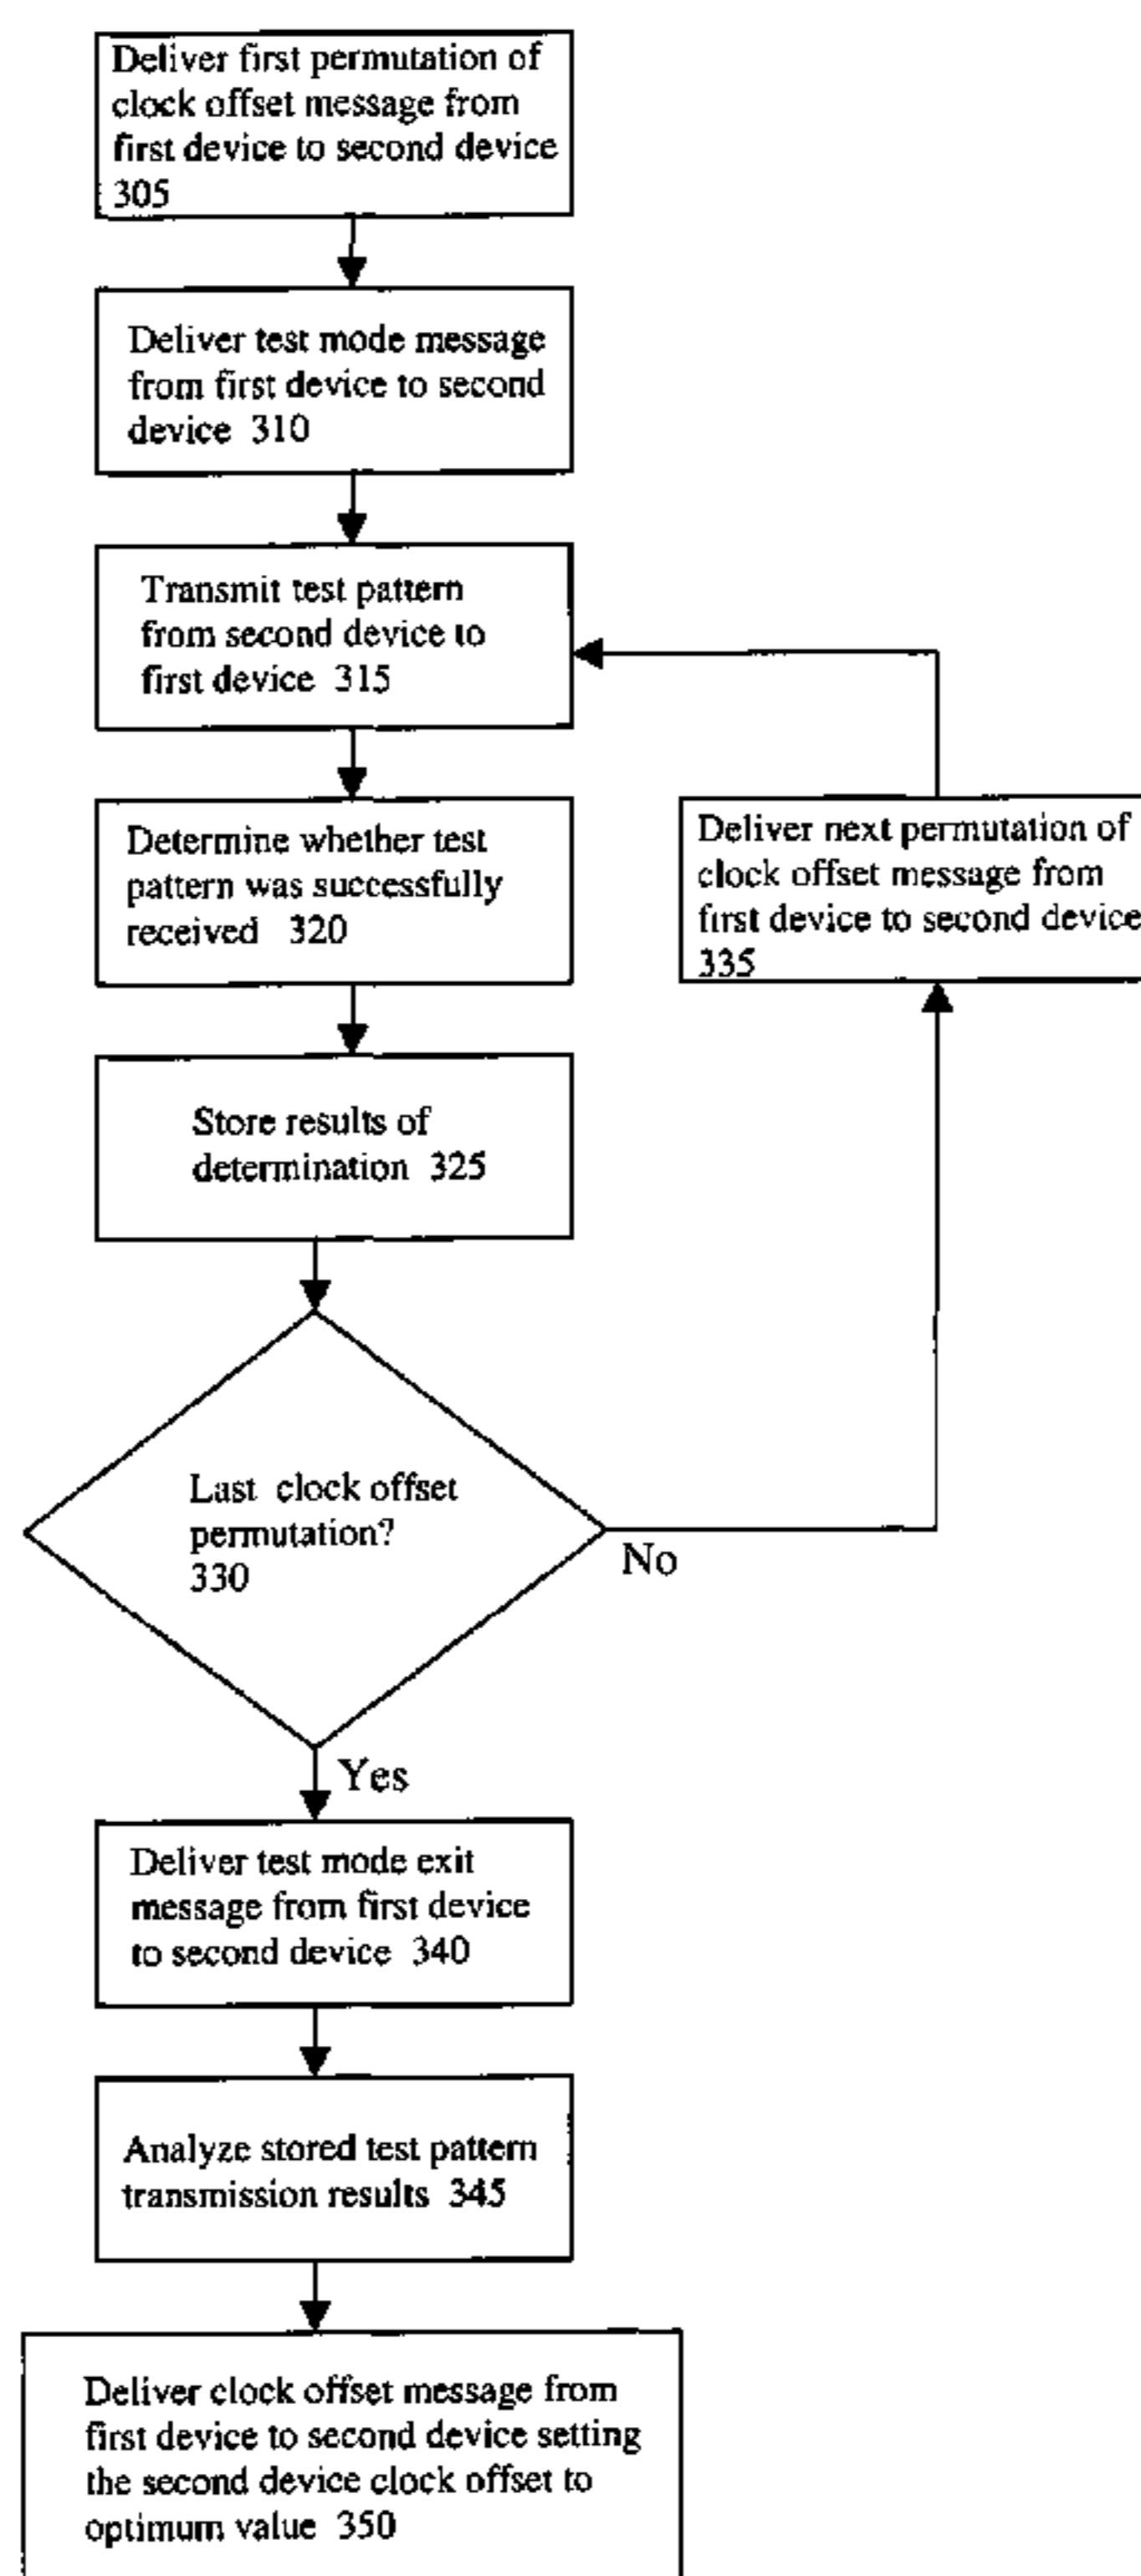 Deliver first permutation of
clock offset message from
first device to second device
305
Deliver test mode message
from first device to second
device 310
Transmit test pattern
from second device to
first device 315
Determine whether test
pattern was successfully
received 320
Deliver next permutation of
clock offset message from
first device to second device
335
Store results of
determination 325
Last clock offset
permutation?
330
No
Yes
Deliver test mode exit
message from first device
to second device 340
Analyze stored test pattern
transmission results 345
Deliver clock offset message from
first device to second device setting
the second device clock offset to
optimum value 350